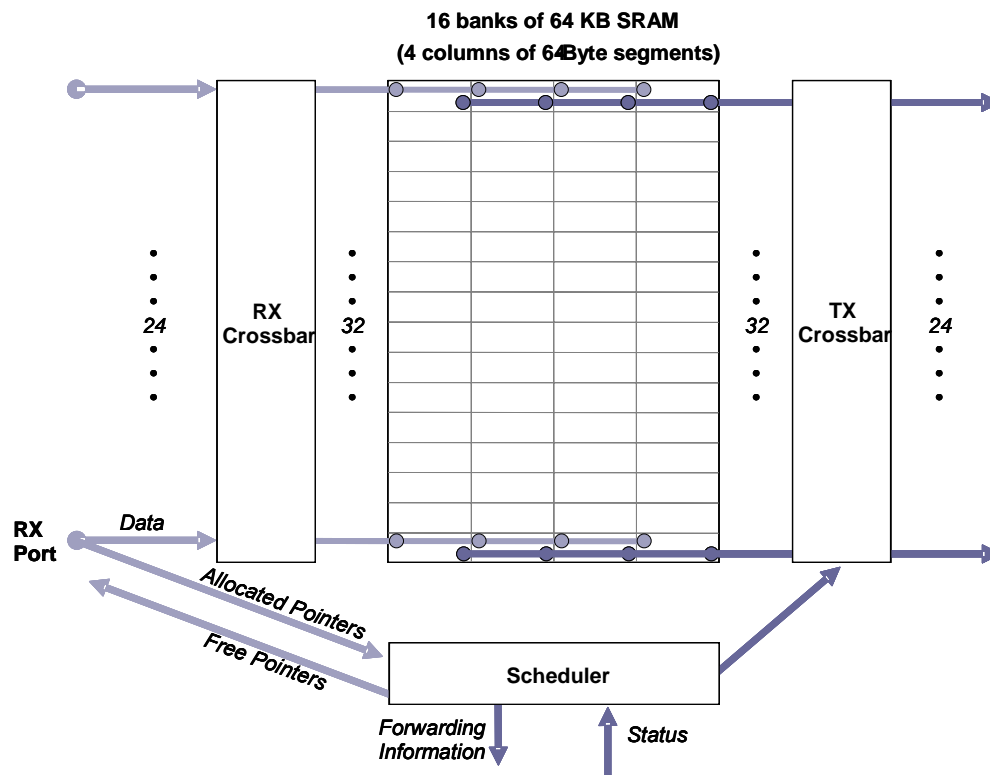 16 banks of 64 KB SRAM
(4 columns of 64Byte segments)
24
RX
Crossbar
32
32
TX
Crossbar
24
RX
Port
Data
Allocated Pointers
Free Pointers
Scheduler
Forwarding
Information
Status